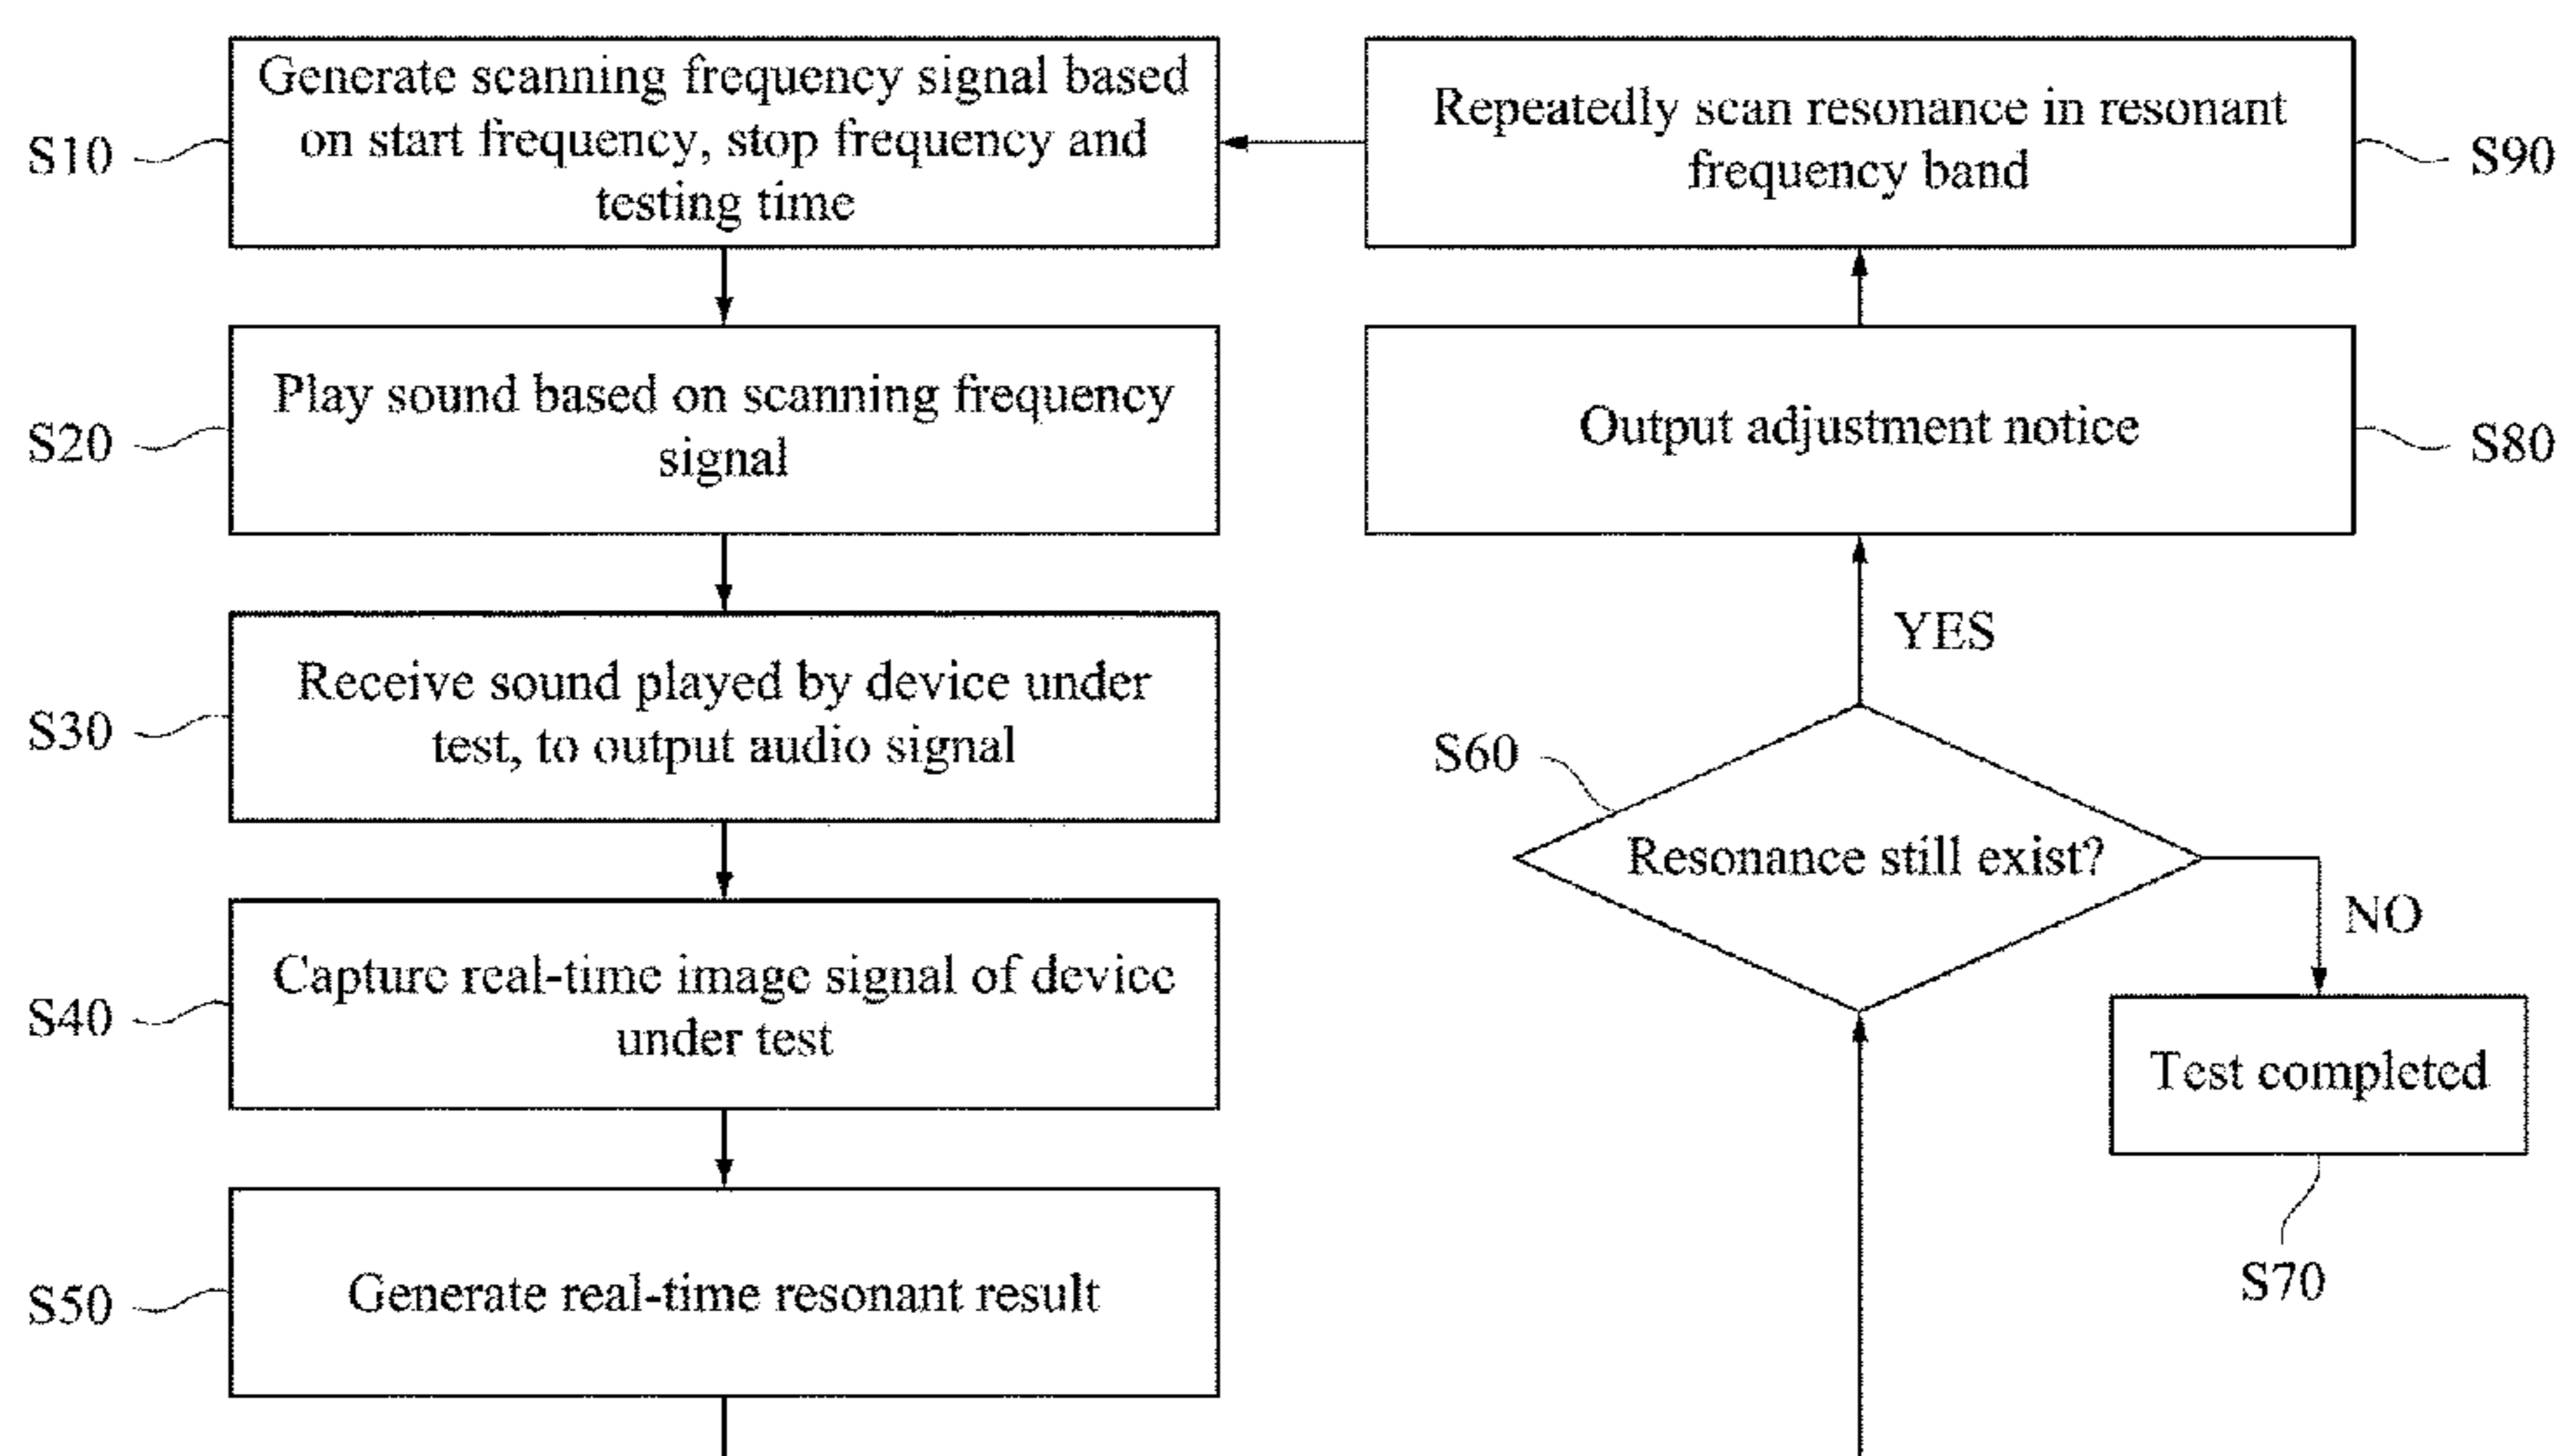 S10
Generate scanning frequency signal based
on start frequency, stop frequency and
testing time
S20
Play sound based on scanning frequency
signal
S30
Receive sound played by device under
test, to output audio signal
S40
Capture real-time image signal of device
under test
S50
Generate real-time resonant result
Repeatedly scan resonance in resonant
frequency band
S90
Output adjustment notice
S80
YES
S60
Resonance still exist?
NO
Test completed
S70